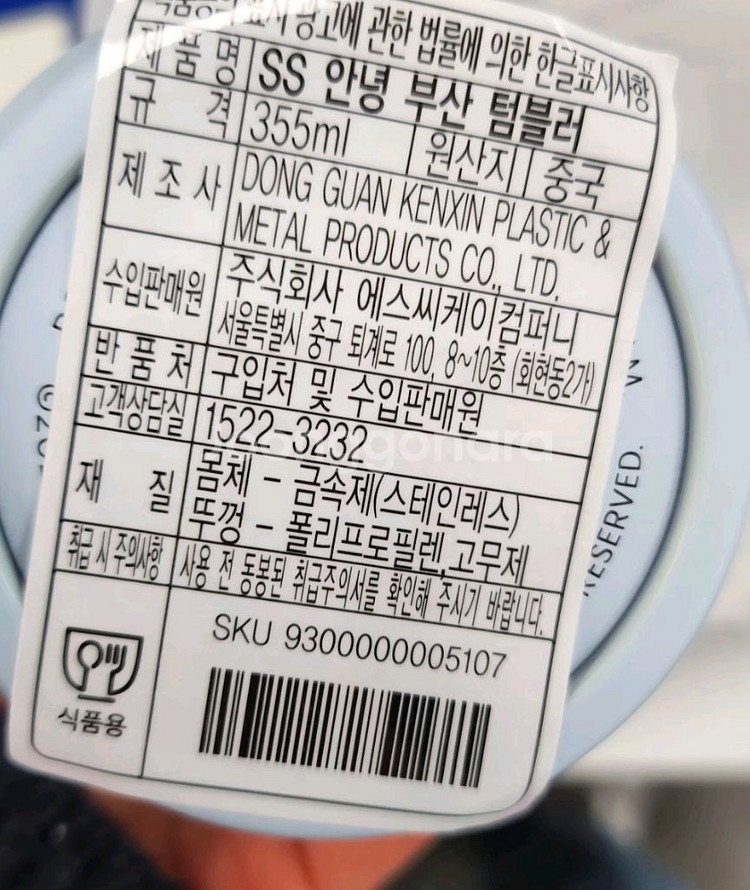 표시 광고에 관한 법률에 의한 한글표시사항
제품명 SS 안녕 부산 텀블러
규격 355ml 원산지 중국
제조사 DONG GUAN KENXIN PLASTIC &
METAL PRODUCTS CO., LTD.
수입판매원 주식회사 에스씨케이컴퍼니
서울특별시 중구 퇴계로 100, 8~10층 (회현동2가)
반품처 구입처 및 수입판매원
고객상담실 1522-3232
재질 몸체 - 금속제(스테인레스)
뚜껑 - 폴리프로필렌,고무제
취급 시 주의사항 사용 전 동봉된 취급주의서를 확인해 주시기 바랍니다.
SKU 9300000005107
식품용
RESERVED.